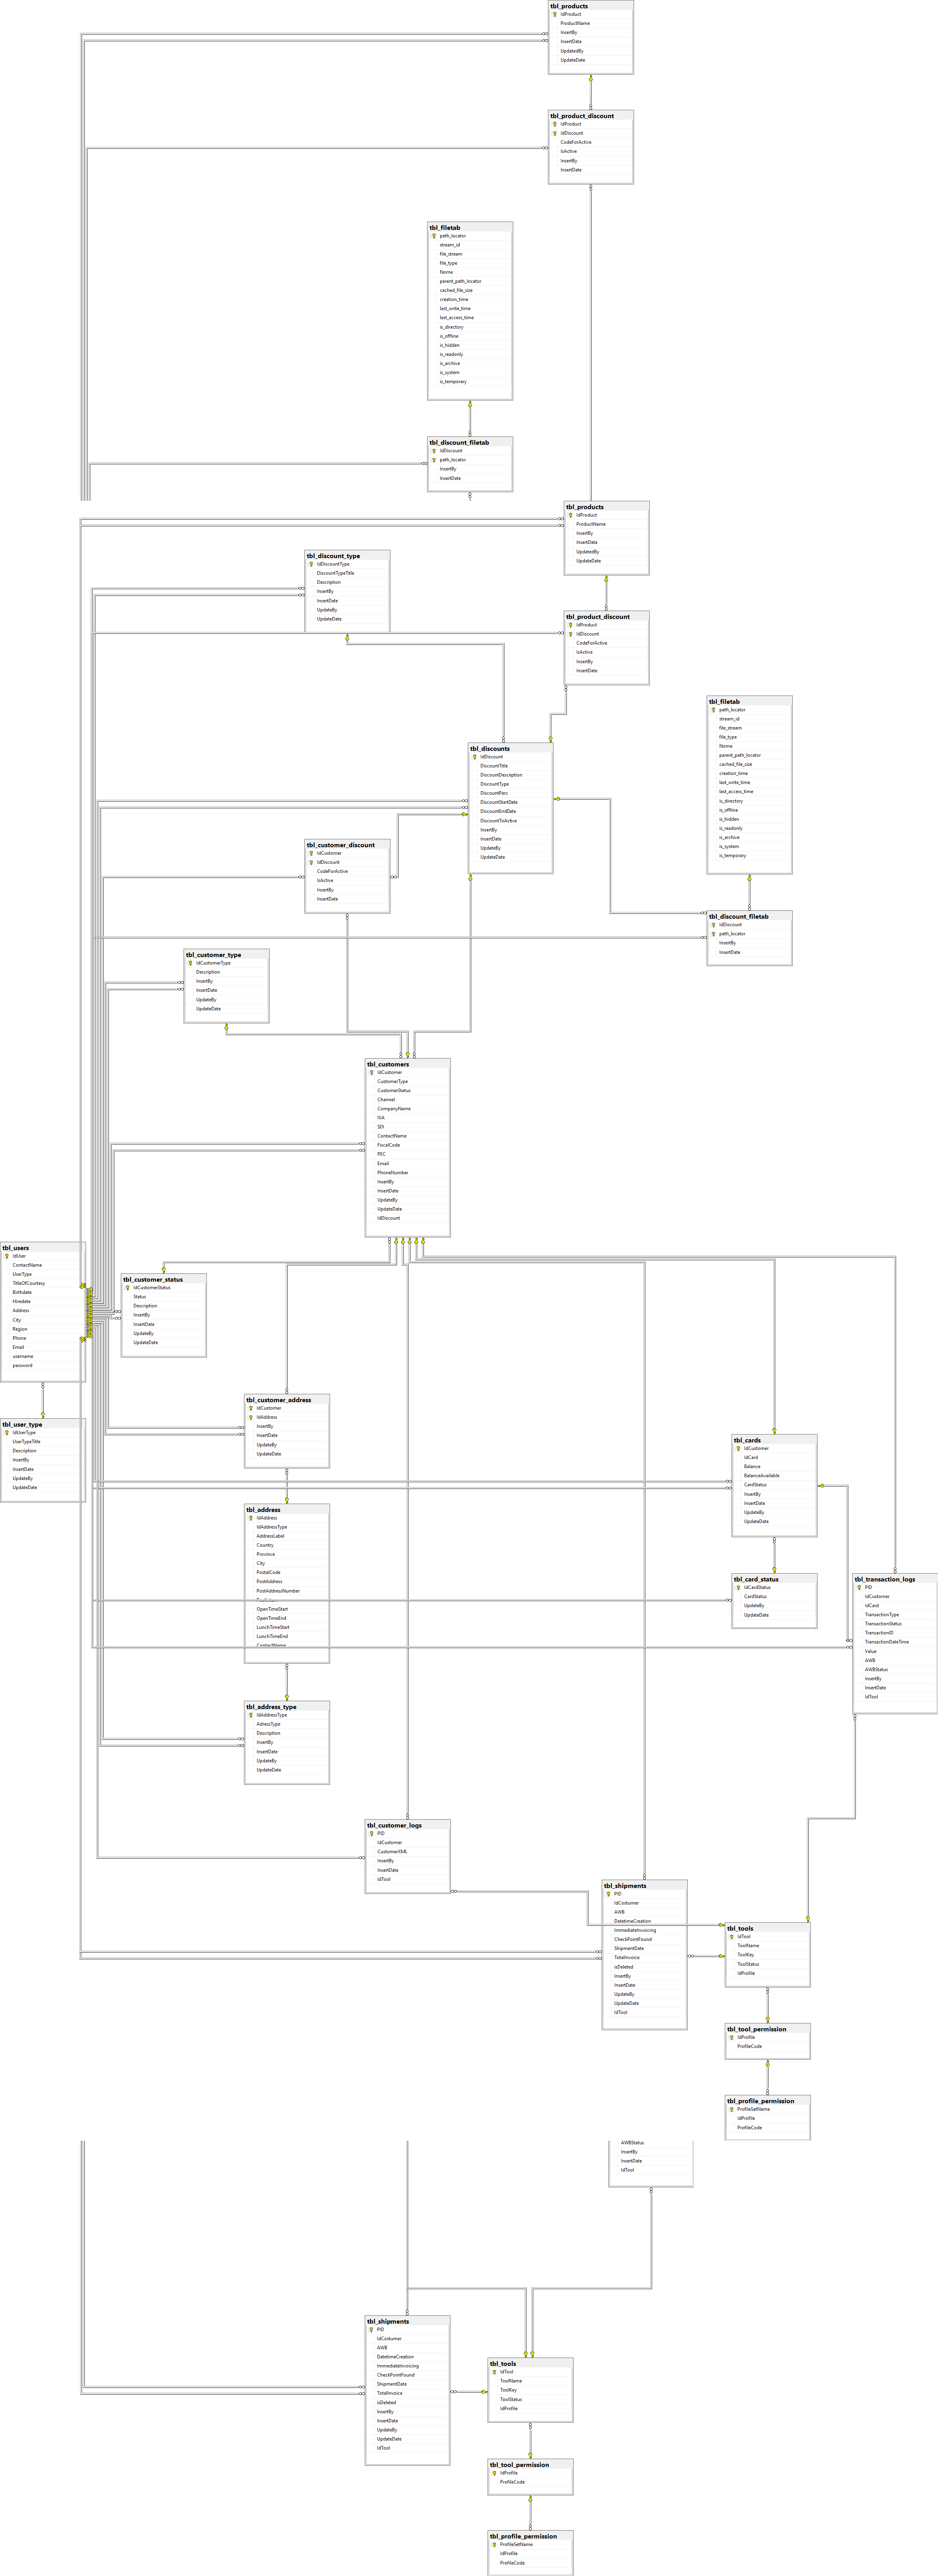 tbl_products
IdProduct
ProductName
InsertBy
InsertData
UpdatedBy
UpdateDate
tbl_product_discount
IdProduct
IdDiscount
CodeForActive
IsActive
InsertBy
InsertDate
tbl_filetab
path_locator
stream_id
file_stream
file_type
Nome
parent_path_locator
cached_file_size
creation_time
last_write_time
last_access_time
is_directory
is_offline
is_hidden
is_readonly
is_archive
is_system
is_temporary
tbl_discount_filetab
IdDiscount
path_locator
InsertBy
InsertDate
tbl_products
IdProduct
ProductName
InsertBy
InsertData
UpdatedBy
UpdateDate
tbl_discount_type
IdDiscountType
DiscountTypeTitle
Description
InsertBy
InsertDate
UpdateBy
UpdateDate
tbl_product_discount
IdProduct
IdDiscount
CodeForActive
IsActive
InsertBy
InsertDate
tbl_filetab
path_locator
stream_id
file_stream
file_type
Nome
parent_path_locator
cached_file_size
creation_time
last_write_time
last_access_time
is_directory
is_offline
is_hidden
is_readonly
is_archive
is_system
is_temporary
tbl_discounts
IdDiscount
DiscountTitle
DiscountDescription
DiscountType
DiscountPerc
DiscountStartDate
DiscountEndDate
DiscountToActive
InsertBy
InsertDate
UpdateBy
UpdateDate
tbl_customer_discount
IdCustomer
IdDiscount
CodeForActive
IsActive
InsertBy
InsertDate
tbl_discount_filetab
IdDiscount
path_locator
InsertBy
InsertDate
tbl_customer_type
IdCustomerType
Description
InsertBy
InsertDate
UpdateBy
UpdateDate
tbl_customers
IdCustomer
CustomerType
CustomerStatus
Channel
CompanyName
IVA
SDI
ContactName
FiscalCode
PEC
Email
PhoneNumber
InsertBy
InsertDate
UpdateBy
UpdateDate
IdDiscount
tbl_users
IdUser
ContactName
UserType
TitleOfCourtesy
Birthdate
Hiredate
Address
City
Region
Phone
Email
username
password
tbl_customer_status
IdCustomerStatus
Status
Description
InsertBy
InsertDate
UpdateBy
UpdateDate
tbl_user_type
IdUserType
UserTypeTitle
Description
InsertBy
InsertDate
UpdateBy
UpdateDate
tbl_customer_address
IdCustomer
IdAddress
InsertBy
InsertDate
UpdateBy
UpdateDate
tbl_cards
IdCustomer
IdCard
Balance
BalanceAvailable
CardStatus
InsertBy
InsertDate
UpdateBy
UpdateDate
tbl_address
IdAddress
IdAddressType
AddressLabel
Country
Province
City
PostalCode
PostAddress
PostAddressNumber
OpenTimeStart
OpenTimeEnd
LunchTimeStart
LunchTimeEnd
ContactName
tbl_card_status
IdCardStatus
CardStatus
UpdateBy
UpdateDate
tbl_transaction_logs
PID
IdCustomer
IdCard
TransactionType
TransactionStatus
TransactionID
TransactionDateTime
Value
AWB
AWBStatus
InsertBy
InsertDate
IdTool
tbl_address_type
IdAddressType
AdressType
Description
InsertBy
InsertDate
UpdateBy
UpdateDate
tbl_customer_logs
PID
IdCustomer
CustomerXML
InsertBy
InsertDate
IdTool
tbl_shipments
PID
IdCostumer
AWB
DatetimeCreation
ImmediateInvoicing
CheckPointFound
ShipmentDate
TotalInvoice
isDeleted
InsertBy
InsertDate
UpdateBy
UpdateDate
IdTool
tbl_tools
IdTool
ToolName
ToolKey
ToolStatus
IdProfile
tbl_tool_permission
IdProfile
ProfileCode
tbl_profile_permission
ProfileSetName
IdProfile
ProfileCode
AWBStatus
InsertBy
InsertDate
IdTool
tbl_shipments
PID
IdCostumer
AWB
DatetimeCreation
ImmediateInvoicing
CheckPointFound
ShipmentDate
TotalInvoice
isDeleted
InsertBy
InsertDate
UpdateBy
UpdateDate
IdTool
tbl_tools
IdTool
ToolName
ToolKey
ToolStatus
IdProfile
tbl_tool_permission
IdProfile
ProfileCode
tbl_profile_permission
ProfileSetName
IdProfile
ProfileCode